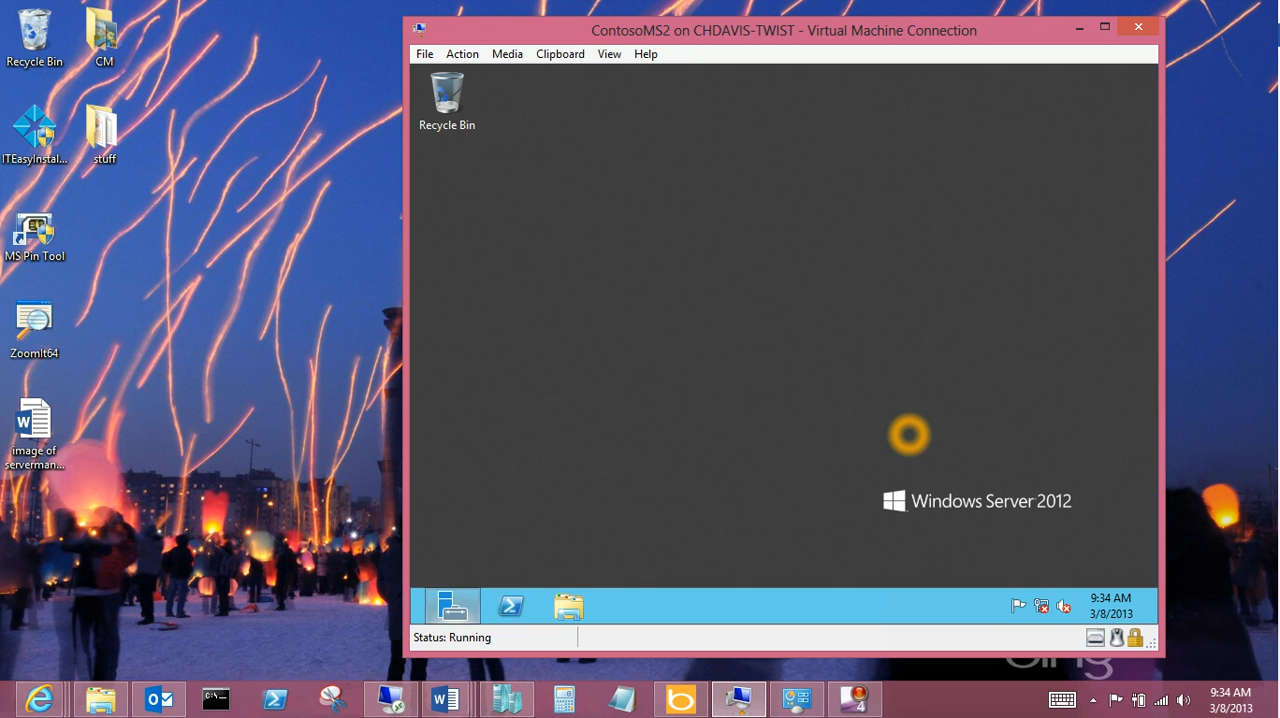 ContosoMS2 on CHDAVIS-TWIST - Virtual Machine Connection
File Action Media Clipboard View Help
Recycle Bin
CM
ITEasyInstal...
stuff
MS Pin Tool
ZoomIt64
image of
serverman...
Recycle Bin
Windows Server 2012
9:34 AM
3/8/2013
Status: Running
9:34 AM
3/8/2013